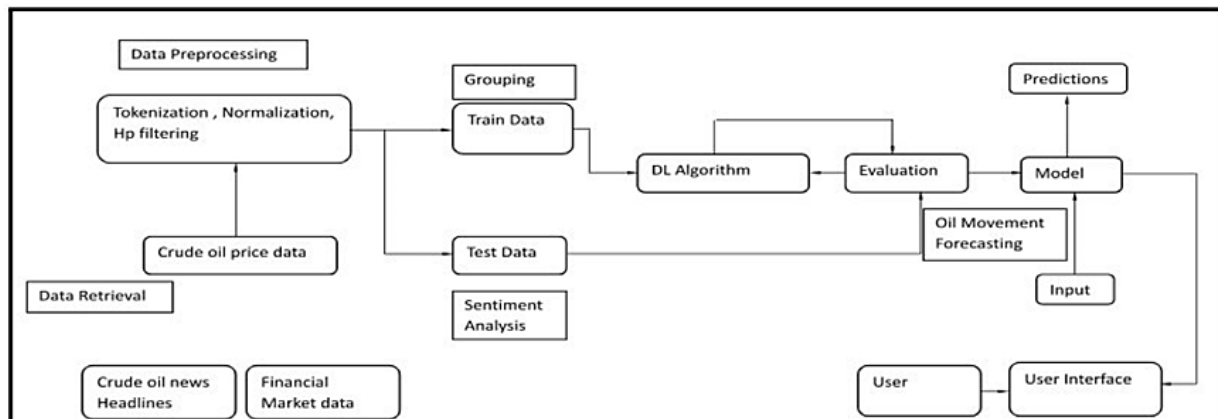 Data Preprocessing
Grouping
Predictions
Tokenization , Normalization,
Hp filtering
Train Data
DL Algorithm
Evaluation
Model
Oil Movement
Forecasting
Crude oil price data
Test Data
Data Retrieval
Input
Sentiment
Analysis
Crude oil news
Headlines
Financial
Market data
User
User Interface